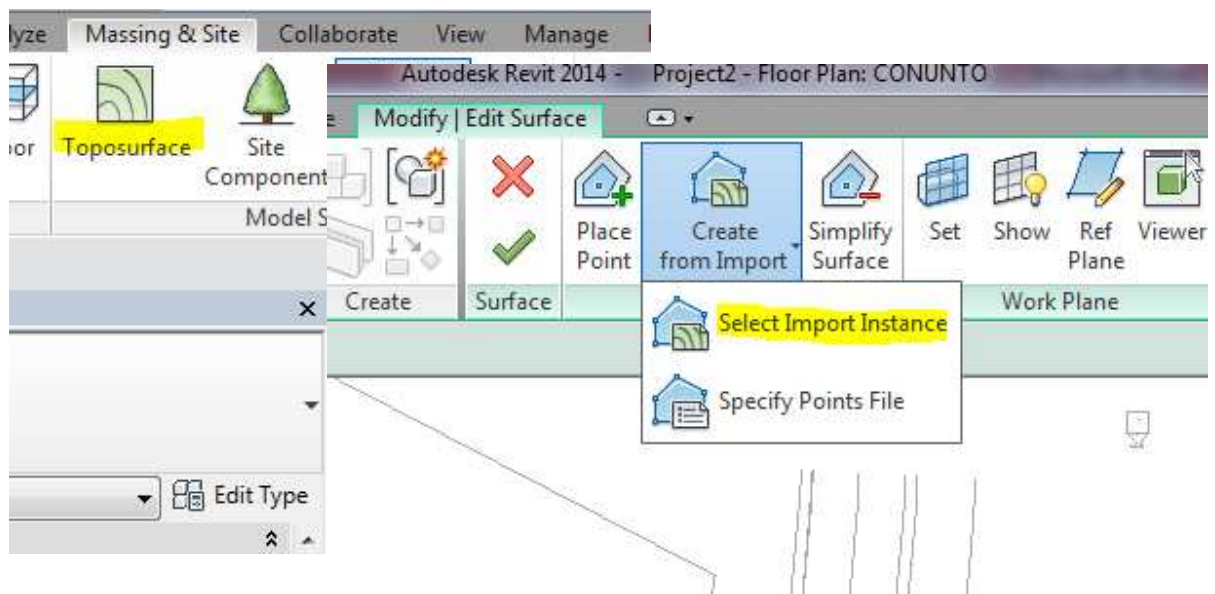 lyze Massing & Site Collaborate View Manage
Toposurface
Site
Component
Model S
Edit Type
Autodesk Revit 2014 - Project2 - Floor Plan: CONUNTO
Modify | Edit Surface
Place
Point
Create
from Import
Simplify
Surface
Set
Show
Ref
Plane
Viewer
Create
Surface
Work Plane
Select Import Instance
Specify Points File